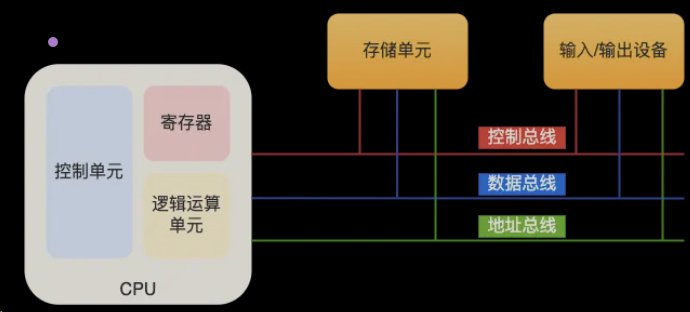 存储单元
输入/输出设备
控制单元
寄存器
逻辑运算
单元
CPU
控制总线
数据总线
地址总线